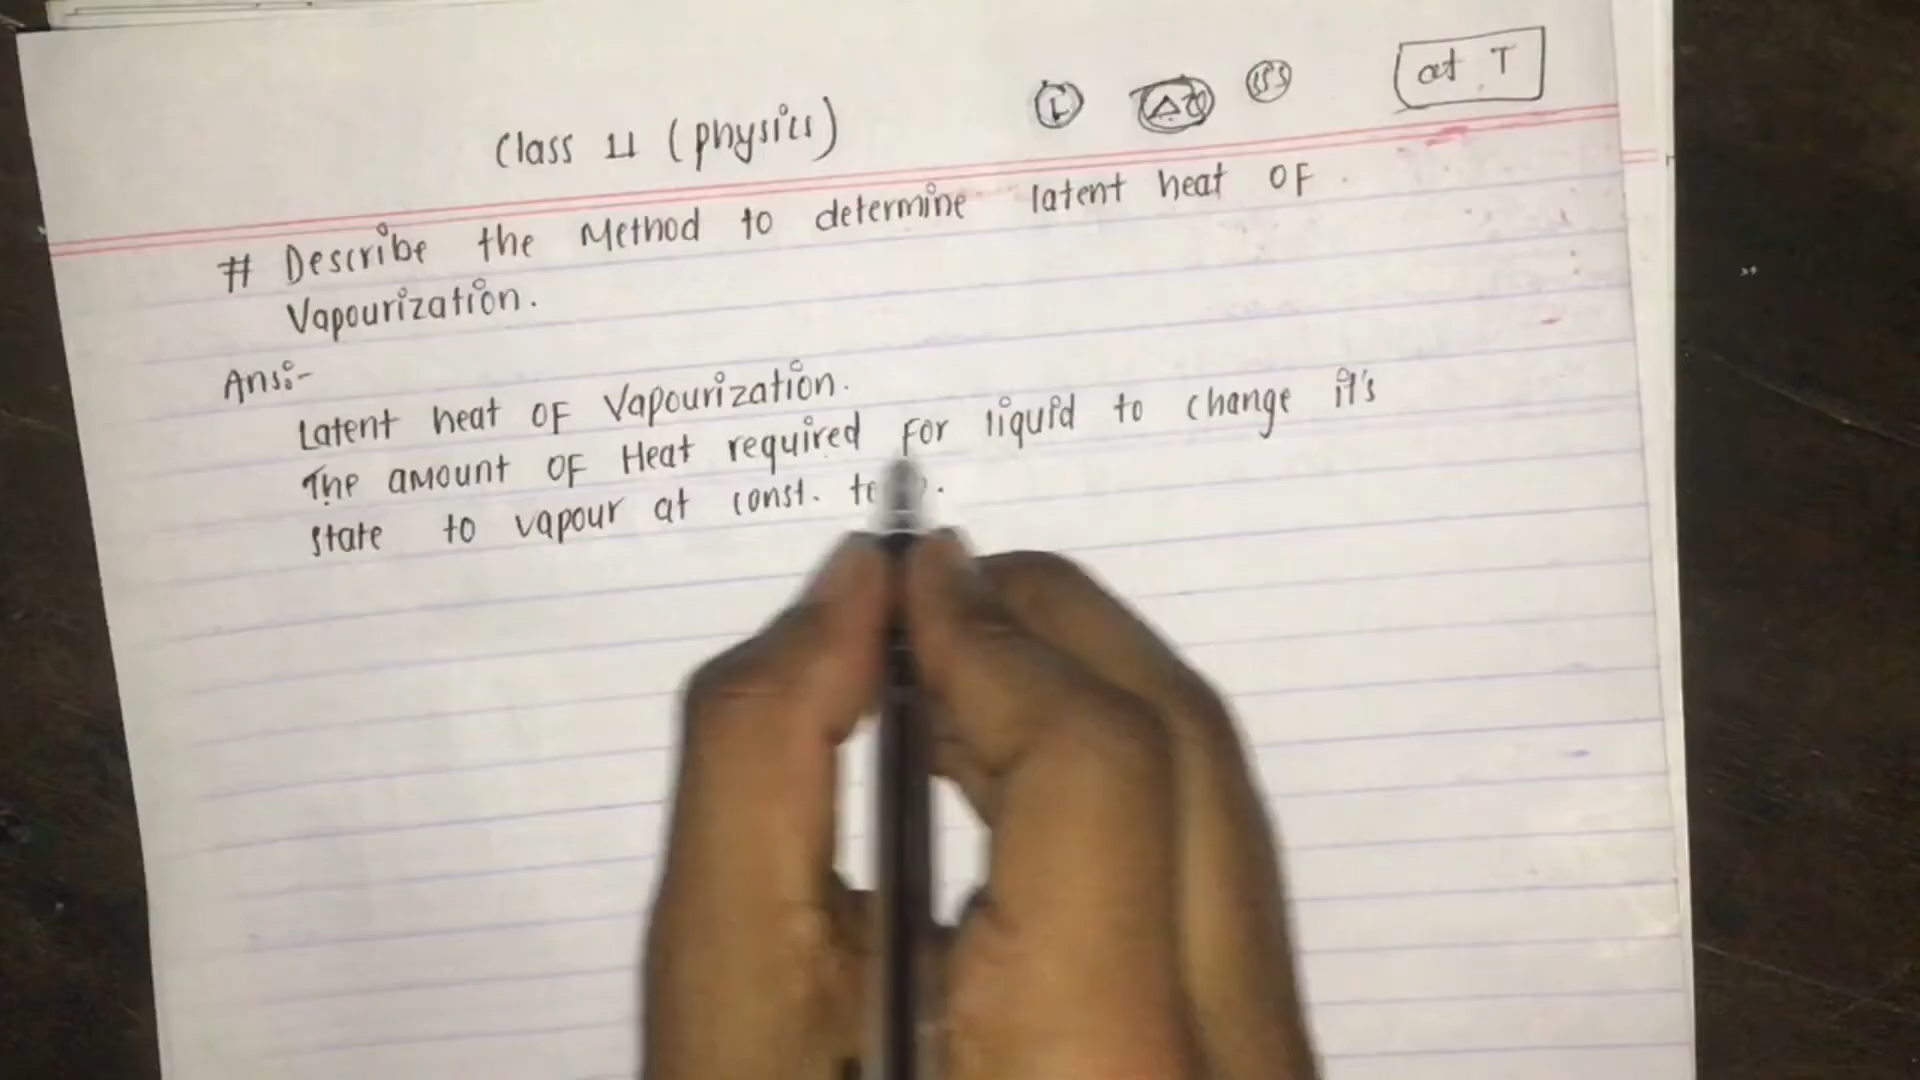 at T
L
Class 11 (physics)
# Describe the Method to determine latent heat OF
Vapourization.
Ans:-
Latent heat OF Vapourization.
The amount OF Heat required For liquid to change it's
state to vapour at const.